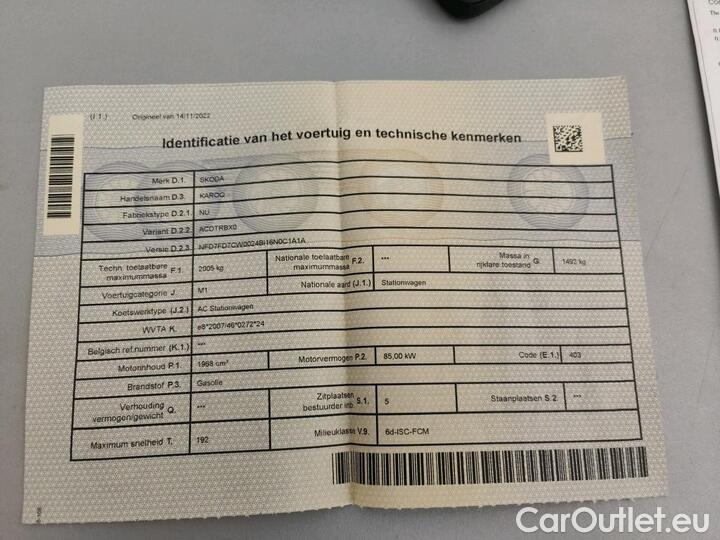 (I 1.) Origineel van 14/11/2022
Identificatie van het voertuig en technische kenmerken
Merk D.1. SKODA
Handelsnaam D.3. KAROQ
Fabriekstype D.2.1. NU
Variant D.2.2. ACDTRBX0
Versie D.2.3. NFD7FD7CW0024BI16N0C1A1A
Techn. toelaatbare maximummassa F.1. 2005 kg Nationale toelaatbare maximummassa F.2. *** Massa in rijklare toestand G. 1492 kg
Voertuigcategorie J. M1 Nationale aard (J.1.) Stationwagen
Koetswerktype (J.2.) AC Stationwagen
WVTA K. e8*2007/46*0272*24
Belgisch ref.nummer (K.1.) ***
Motorinhoud P.1. 1968 cm³ Motorvermogen P.2. 85,00 kW Code (E.1.) 403
Brandstof P.3. Gasolie
Verhouding vermogen/gewicht Q. *** Zitplaatsen bestuurder inb. S.1. 5 Staanplaatsen S.2. ***
Maximum snelheid T. 192 Milieuklasse V.9. 6d-ISC-FCM
CarOutlet.eu